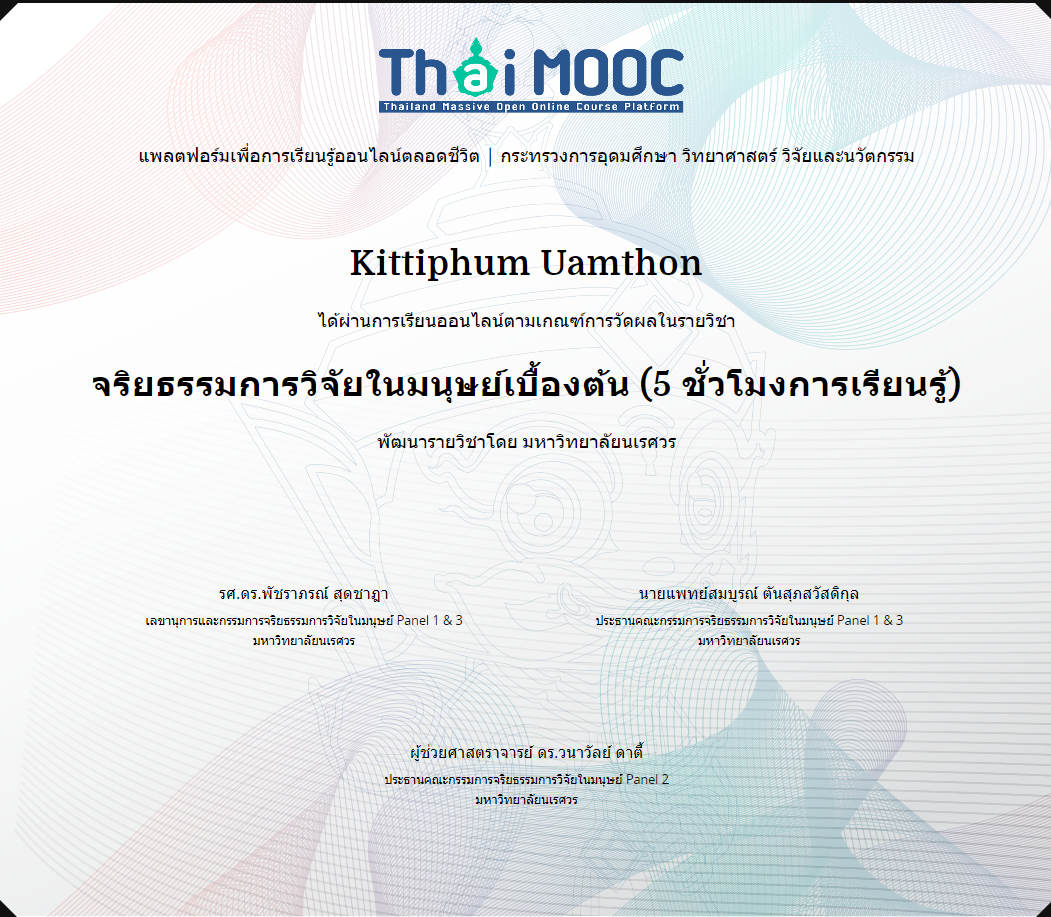 Thai MOOC
Thailand Massive Open Online Course Platform
แพลตฟอร์มเพื่อการเรียนรู้ออนไลน์ตลอดชีวิต | กระทรวงการอุดมศึกษา วิทยาศาสตร์ วิจัยและนวัตกรรม
Kittiphum Uamthon
ได้ผ่านการเรียนออนไลน์ตามเกณฑ์การวัดผลในรายวิชา
จริยธรรมการวิจัยในมนุษย์เบื้องต้น (5 ชั่วโมงการเรียนรู้)
พัฒนารายวิชาโดย มหาวิทยาลัยนเรศวร
รศ.ดร.พัชราภรณ์ สุดชาฎา
เลขานุการและกรรมการจริยธรรมการวิจัยในมนุษย์ Panel 1 & 3
มหาวิทยาลัยนเรศวร
นายแพทย์สมบูรณ์ ตันสุภสวัสดิกุล
ประธานคณะกรรมการจริยธรรมการวิจัยในมนุษย์ Panel 1 & 3
มหาวิทยาลัยนเรศวร
ผู้ช่วยศาสตราจารย์ ดร.วนาวัลย์ ดาตี้
ประธานคณะกรรมการจริยธรรมการวิจัยในมนุษย์ Panel 2
มหาวิทยาลัยนเรศวร